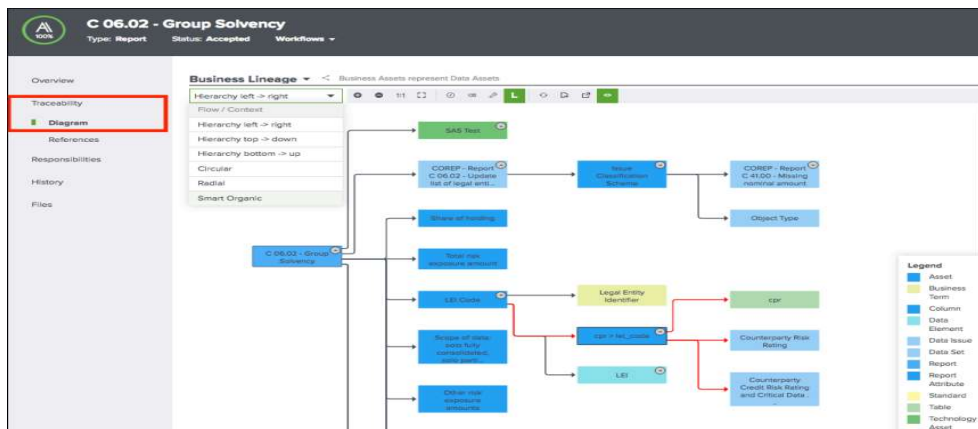 C 06.02 - Group Solvency
100%
Type: Report Status: Accepted Workflows
Overview
Traceability
Diagram
References
Responsibilities
History
Files
Business Lineage Business Assets represent Data Assets
Hierarchy left -> right
1:1
L
Flow / Context
Hierarchy left -> right
Hierarchy top -> down
Hierarchy bottom -> up
Circular
Radial
Smart Organic
SAS Test
COREP - Report
C 06.02 - Update
list of legal enti...
Issue
Classification
Scheme
COREP - Report
C 41.00 - Missing
nominal amount
Share of holding
Object Type
C 06.02 - Group
Solvency
Total risk
exposure amount
LEI Code
Legal Entity
Identifier
cpr
Scope of data:
solo fully
consolidated,
solo parti...
cpr > lei_code
Counterparty Risk
Rating
LEI
Counterparty
Credit Risk Rating
and Critical Data
Other risk
exposure
amounts
Legend
Asset
Business
Term
Column
Data
Element
Data Issue
Data Set
Report
Report
Attribute
Standard
Table
Technology
Asset